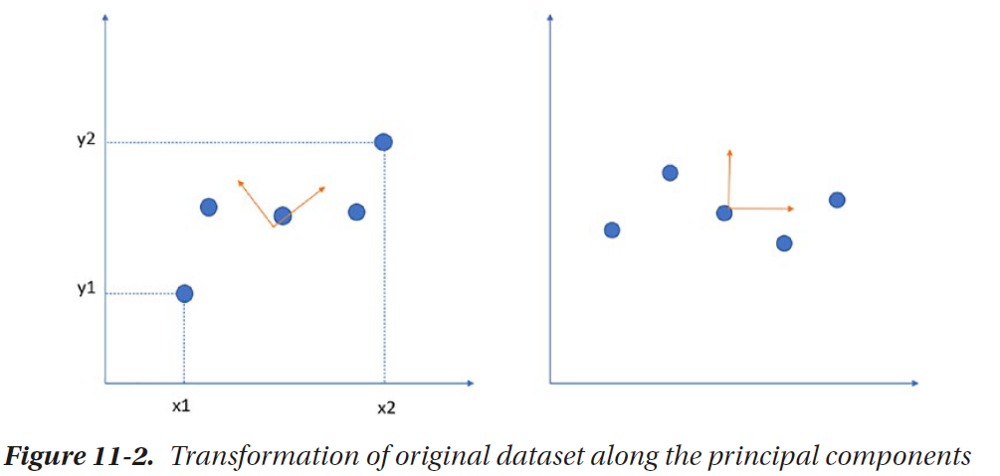 y2
y1
x1
x2
Figure 11-2. Transformation of original dataset along the principal components